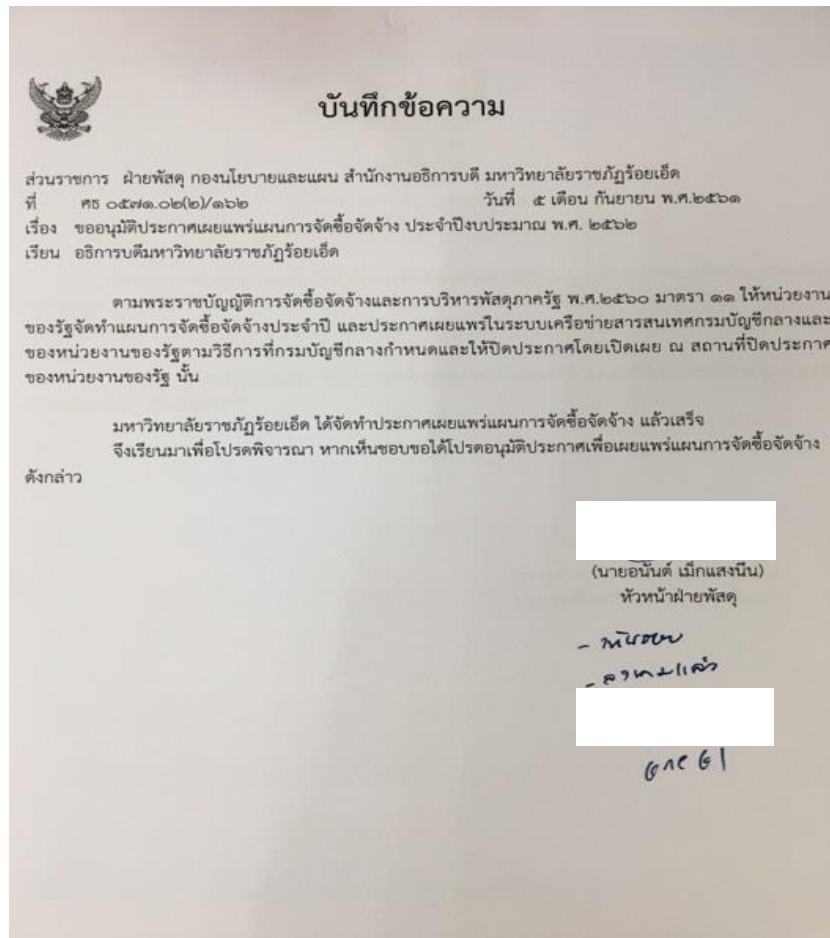 บันทึกข้อความ
ส่วนราชการ ฝ่ายพัสดุ กองนโยบายและแผน สำนักงานอธิการบดี มหาวิทยาลัยราชภัฏร้อยเอ็ด
ที่ ศธ ๐๕๗๑.๐๒(๒)/๑๖๒ วันที่ ๕ เดือน กันยายน พ.ศ.๒๕๖๑
เรื่อง ขออนุมัติประกาศเผยแพร่แผนการจัดซื้อจัดจ้าง ประจำปีงบประมาณ พ.ศ. ๒๕๖๒
เรียน อธิการบดีมหาวิทยาลัยราชภัฏร้อยเอ็ด
ตามพระราชบัญญัติการจัดซื้อจัดจ้างและการบริหารพัสดุภาครัฐ พ.ศ.๒๕๖๐ มาตรา ๑๑ ให้หน่วยงาน
ของรัฐจัดทำแผนการจัดซื้อจัดจ้างประจำปี และประกาศเผยแพร่ในระบบเครือข่ายสารสนเทศกรมบัญชีกลางและ
ของหน่วยงานของรัฐตามวิธีการที่กรมบัญชีกลางกำหนดและให้ปิดประกาศโดยเปิดเผย ณ สถานที่ปิดประกาศ
ของหน่วยงานของรัฐ นั้น
มหาวิทยาลัยราชภัฏร้อยเอ็ด ได้จัดทำประกาศเผยแพร่แผนการจัดซื้อจัดจ้าง แล้วเสร็จ
จึงเรียนมาเพื่อโปรดพิจารณา หากเห็นชอบขอได้โปรดอนุมัติประกาศเพื่อเผยแพร่แผนการจัดซื้อจัดจ้าง
ดังกล่าว
(นายอนันต์ เม็กแสงนิน)
หัวหน้าฝ่ายพัสดุ
- เห็นชอบ
- ลงนามแล้ว